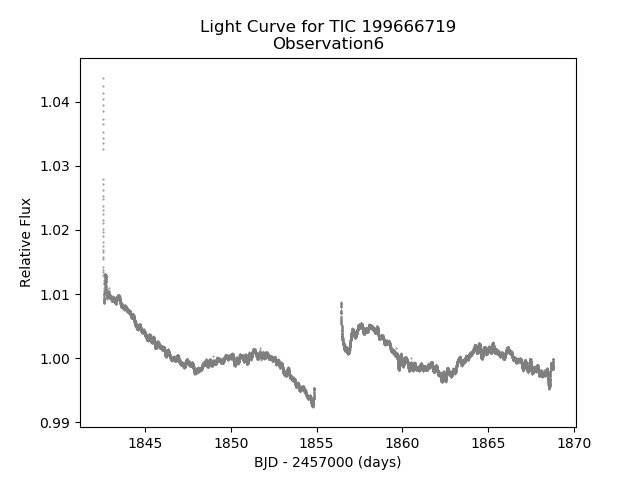 Light Curve for TIC 199666719
Observation6
Relative Flux
1.04
1.03
1.02
1.01
1.00
0.99
1845 1850 1855 1860 1865 1870
BJD - 2457000 (days)